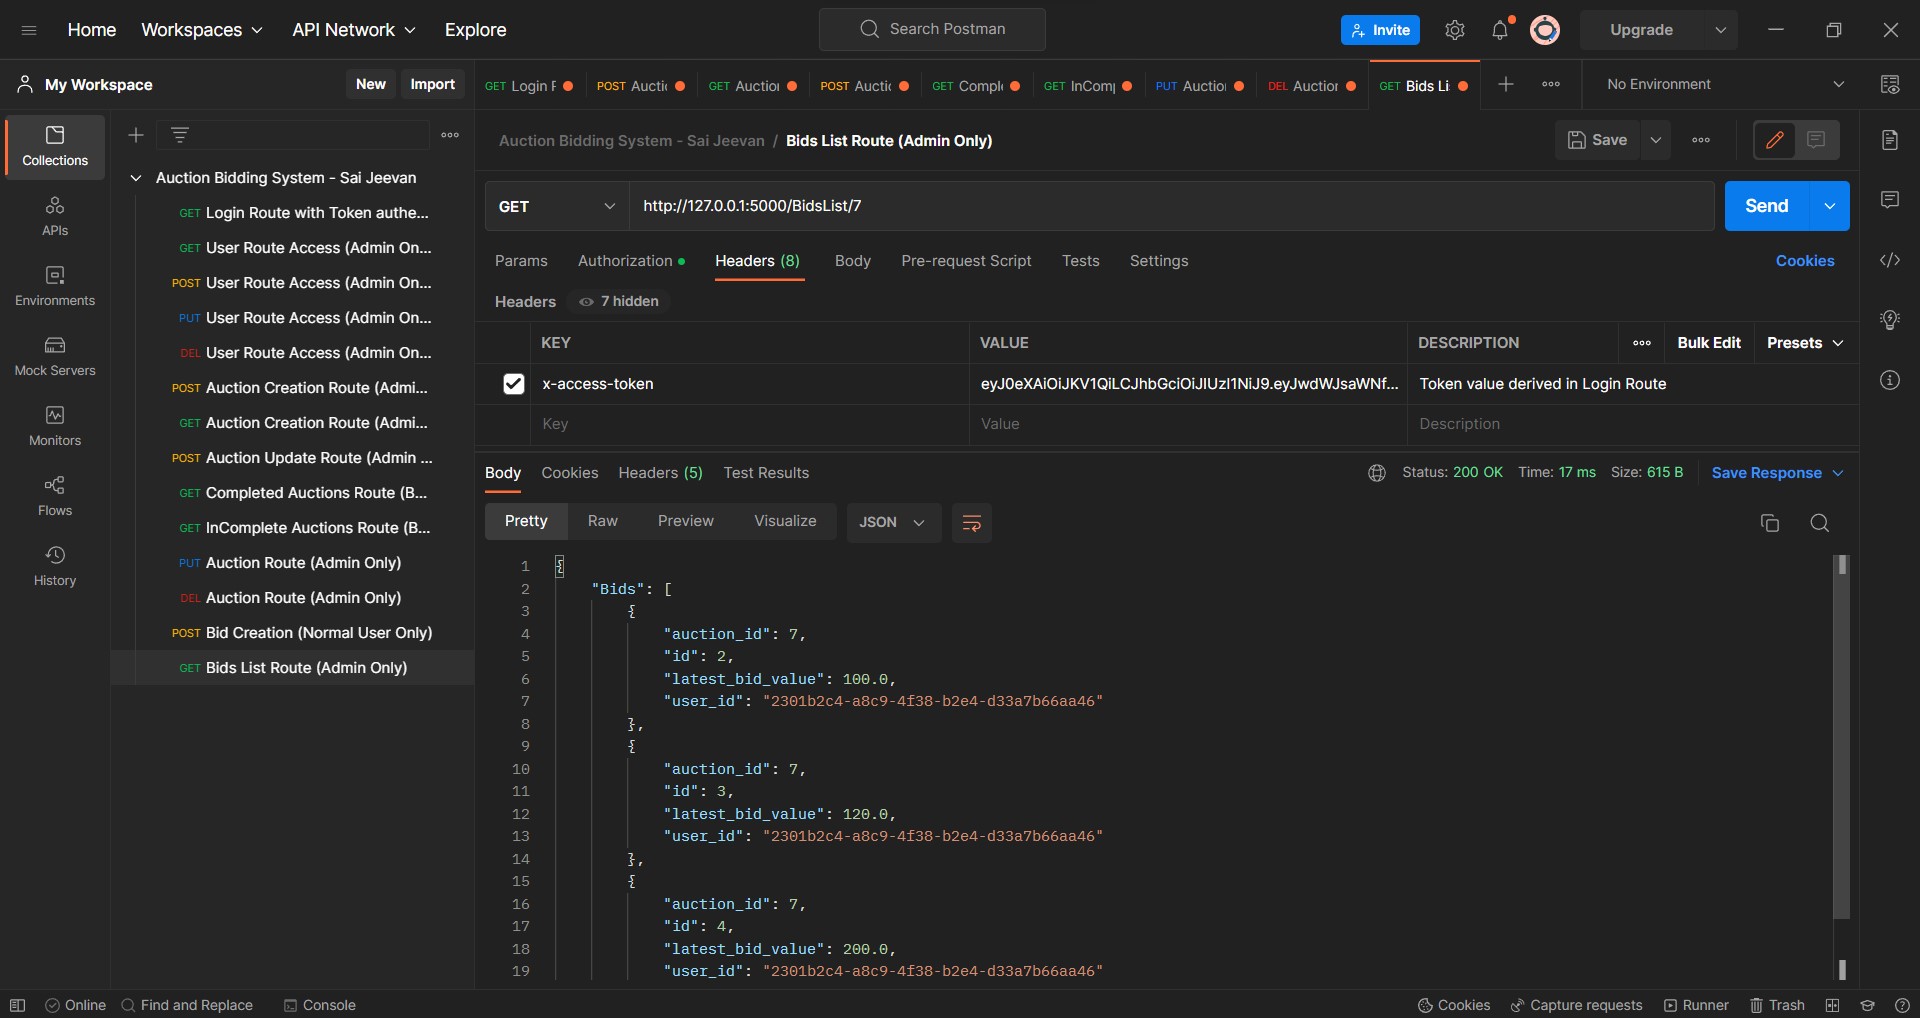 Home
Workspaces
API Network
Explore
Search Postman
Invite
Upgrade
My Workspace
New
Import
GET Login F
POST Auctic
GET Auction
POST Auctic
GET Compl
GET InComp
PUT Auction
DEL Auction
GET Bids Li
No Environment
Collections
APIs
Environments
Mock Servers
Monitors
Flows
History
Auction Bidding System - Sai Jeevan
GET Login Route with Token authe...
GET User Route Access (Admin On...
POST User Route Access (Admin On...
PUT User Route Access (Admin On...
DEL User Route Access (Admin On...
POST Auction Creation Route (Admi...
GET Auction Creation Route (Admi...
POST Auction Update Route (Admin ...
GET Completed Auctions Route (B...
GET InComplete Auctions Route (B...
PUT Auction Route (Admin Only)
DEL Auction Route (Admin Only)
POST Bid Creation (Normal User Only)
GET Bids List Route (Admin Only)
Auction Bidding System - Sai Jeevan / Bids List Route (Admin Only)
Save
GET
http://127.0.0.1:5000/BidsList/7
Send
Params
Authorization
Headers (8)
Body
Pre-request Script
Tests
Settings
Cookies
Headers
7 hidden
KEY
VALUE
DESCRIPTION
Bulk Edit
Presets
x-access-token
eyJ0eXAiOiJKV1QiLCJhbGciOiJIUzI1NiJ9.eyJwdWJsaWNf...
Token value derived in Login Route
Key
Value
Description
Body
Cookies
Headers (5)
Test Results
Status: 200 OK
Time: 17 ms
Size: 615 B
Save Response
Pretty
Raw
Preview
Visualize
JSON
1 {
2 "Bids": [
3 {
4 "auction_id": 7,
5 "id": 2,
6 "latest_bid_value": 100.0,
7 "user_id": "2301b2c4-a8c9-4f38-b2e4-d33a7b66aa46"
8 },
9 {
10 "auction_id": 7,
11 "id": 3,
12 "latest_bid_value": 120.0,
13 "user_id": "2301b2c4-a8c9-4f38-b2e4-d33a7b66aa46"
14 },
15 {
16 "auction_id": 7,
17 "id": 4,
18 "latest_bid_value": 200.0,
19 "user_id": "2301b2c4-a8c9-4f38-b2e4-d33a7b66aa46"
Online
Find and Replace
Console
Cookies
Capture requests
Runner
Trash